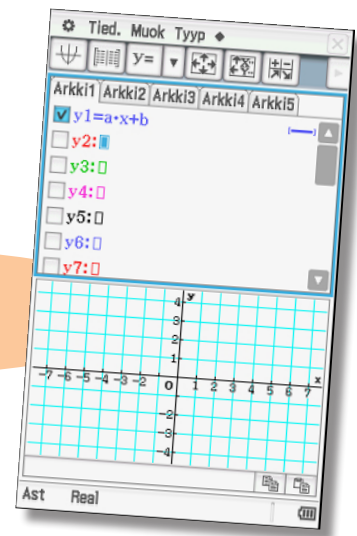 Tied. Muok Tyyp ◆
y=
Arkki1 Arkki2 Arkki3 Arkki4 Arkki5
y1=a·x+b
y2:
y3:
y4:
y5:
y6:
y7:
y
4
3
2
1
-7 -6 -5 -4 -3 -2 0 1 2 3 4 5 6 7 x
-2
-3
-4
Ast Real